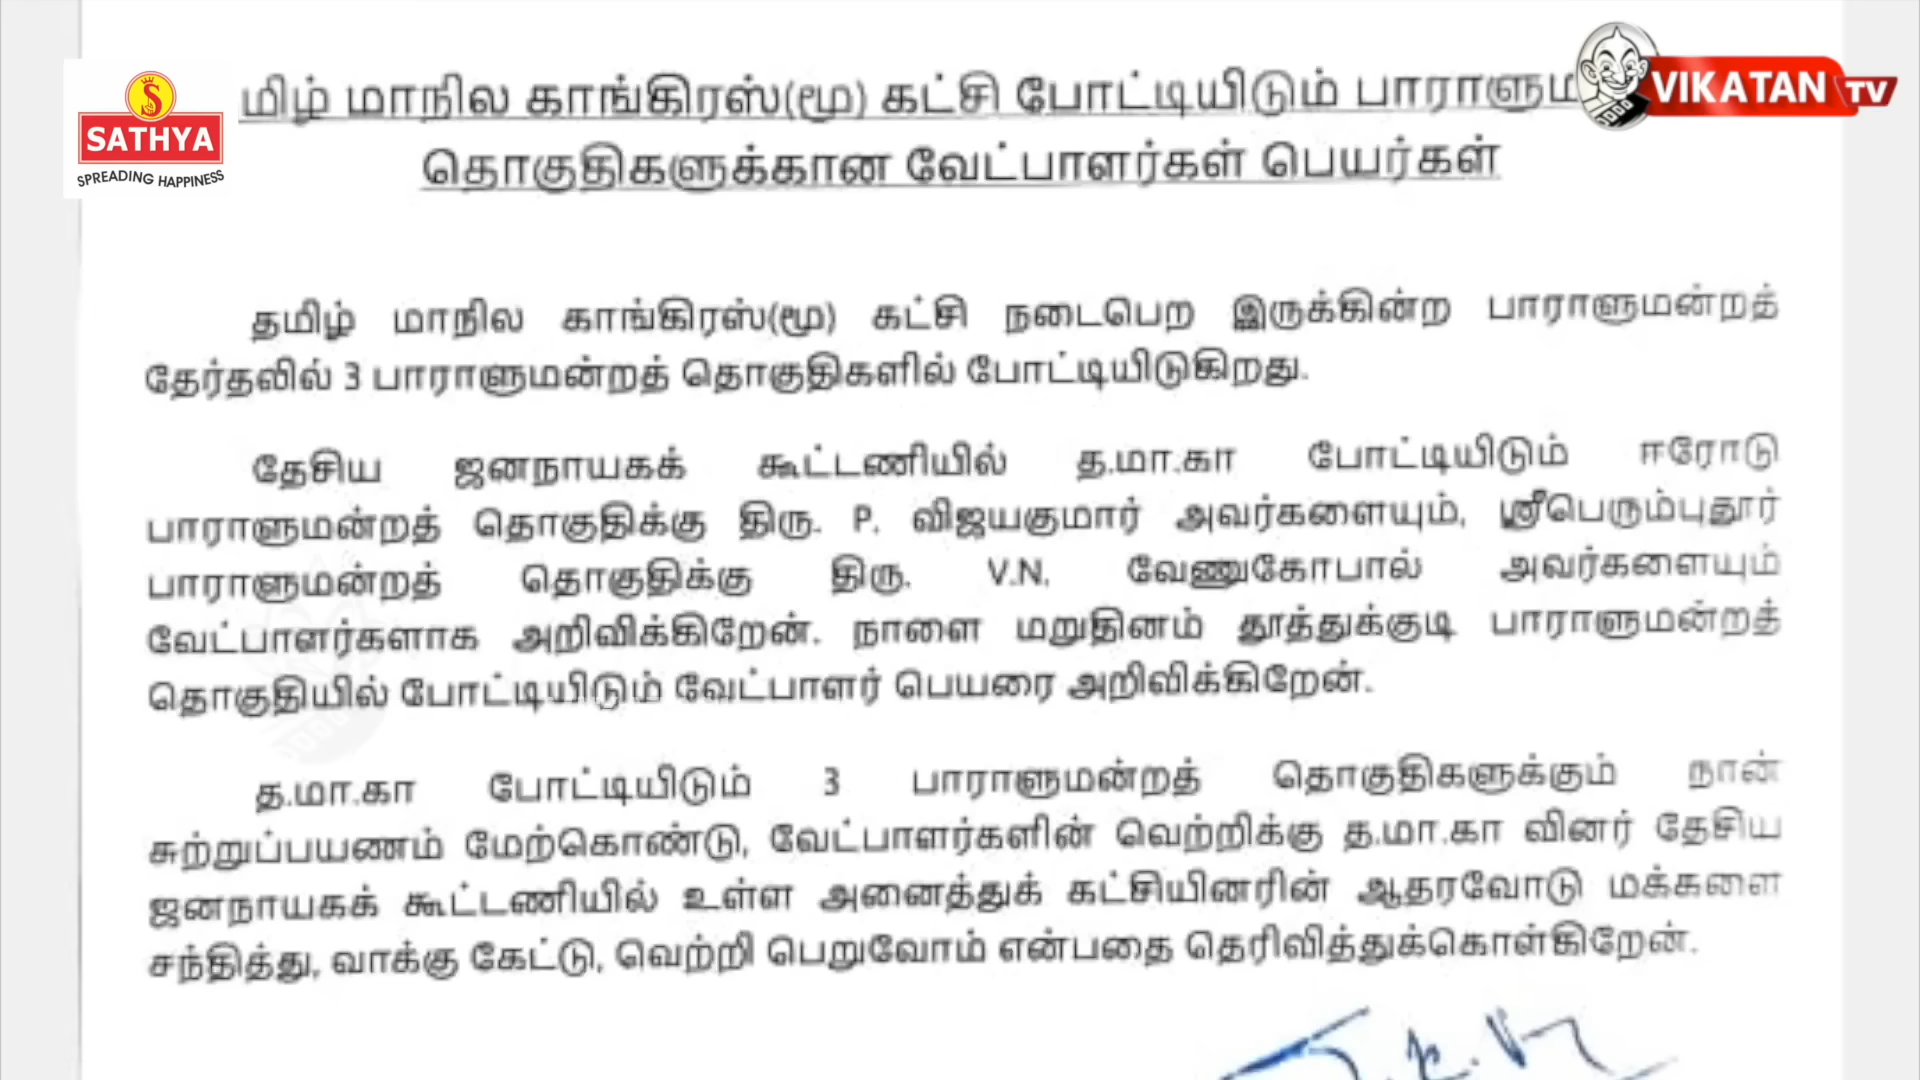 SATHYA
SPREADING HAPPINESS
VIKATAN TV
மிழ் மாநில காங்கிரஸ்(மூ) கட்சி போட்டியிடும் பாராளும
தொகுதிகளுக்கான வேட்பாளர்கள் பெயர்கள்
தமிழ் மாநில காங்கிரஸ்(மூ) கட்சி நடைபெற இருக்கின்ற பாராளுமன்றத்
தேர்தலில் 3 பாராளுமன்றத் தொகுதிகளில் போட்டியிடுகிறது.
தேசிய ஜனநாயகக் கூட்டணியில் த.மா.கா போட்டியிடும் ஈரோடு
பாராளுமன்றத் தொகுதிக்கு திரு. P. விஜயகுமார் அவர்களையும், ஸ்ரீபெரும்புதூர்
பாராளுமன்றத் தொகுதிக்கு திரு. V.N. வேணுகோபால் அவர்களையும்
வேட்பாளர்களாக அறிவிக்கிறேன். நாளை மறுதினம் தூத்துக்குடி பாராளுமன்றத்
தொகுதியில் போட்டியிடும் வேட்பாளர் பெயரை அறிவிக்கிறேன்.
த.மா.கா போட்டியிடும் 3 பாராளுமன்றத் தொகுதிகளுக்கும் நான்
சுற்றுப்பயணம் மேற்கொண்டு, வேட்பாளர்களின் வெற்றிக்கு த.மா.கா வினர் தேசிய
ஜனநாயகக் கூட்டணியில் உள்ள அனைத்துக் கட்சியினரின் ஆதரவோடு மக்களை
சந்தித்து, வாக்கு கேட்டு, வெற்றி பெறுவோம் என்பதை தெரிவித்துக்கொள்கிறேன்.